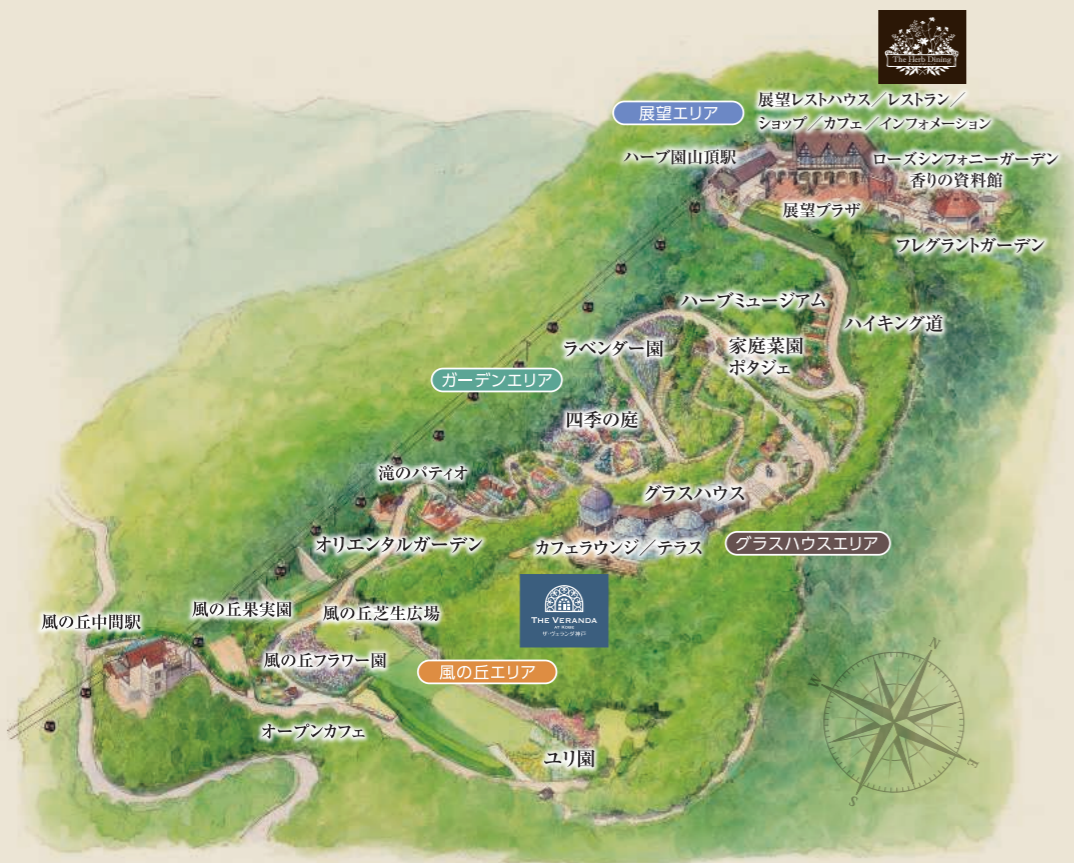 The Herb Dining
展望エリア
展望レストハウス／レストラン／
ショップ／カフェ／インフォメーション
ハーブ園山頂駅
ローズシンフォニーガーデン
香りの資料館
展望プラザ
フレグラントガーデン
ハーブミュージアム
ハイキング道
ラベンダー園
家庭菜園
ポタジェ
ガーデンエリア
四季の庭
滝のパティオ
グラスハウス
オリエンタルガーデン
カフェラウンジ／テラス
グラスハウスエリア
THE VERANDA
AT KOBE
ザ・ヴェランダ神戸
風の丘中間駅
風の丘果実園
風の丘芝生広場
風の丘フラワー園
風の丘エリア
オープンカフェ
ユリ園
N
W
E
S